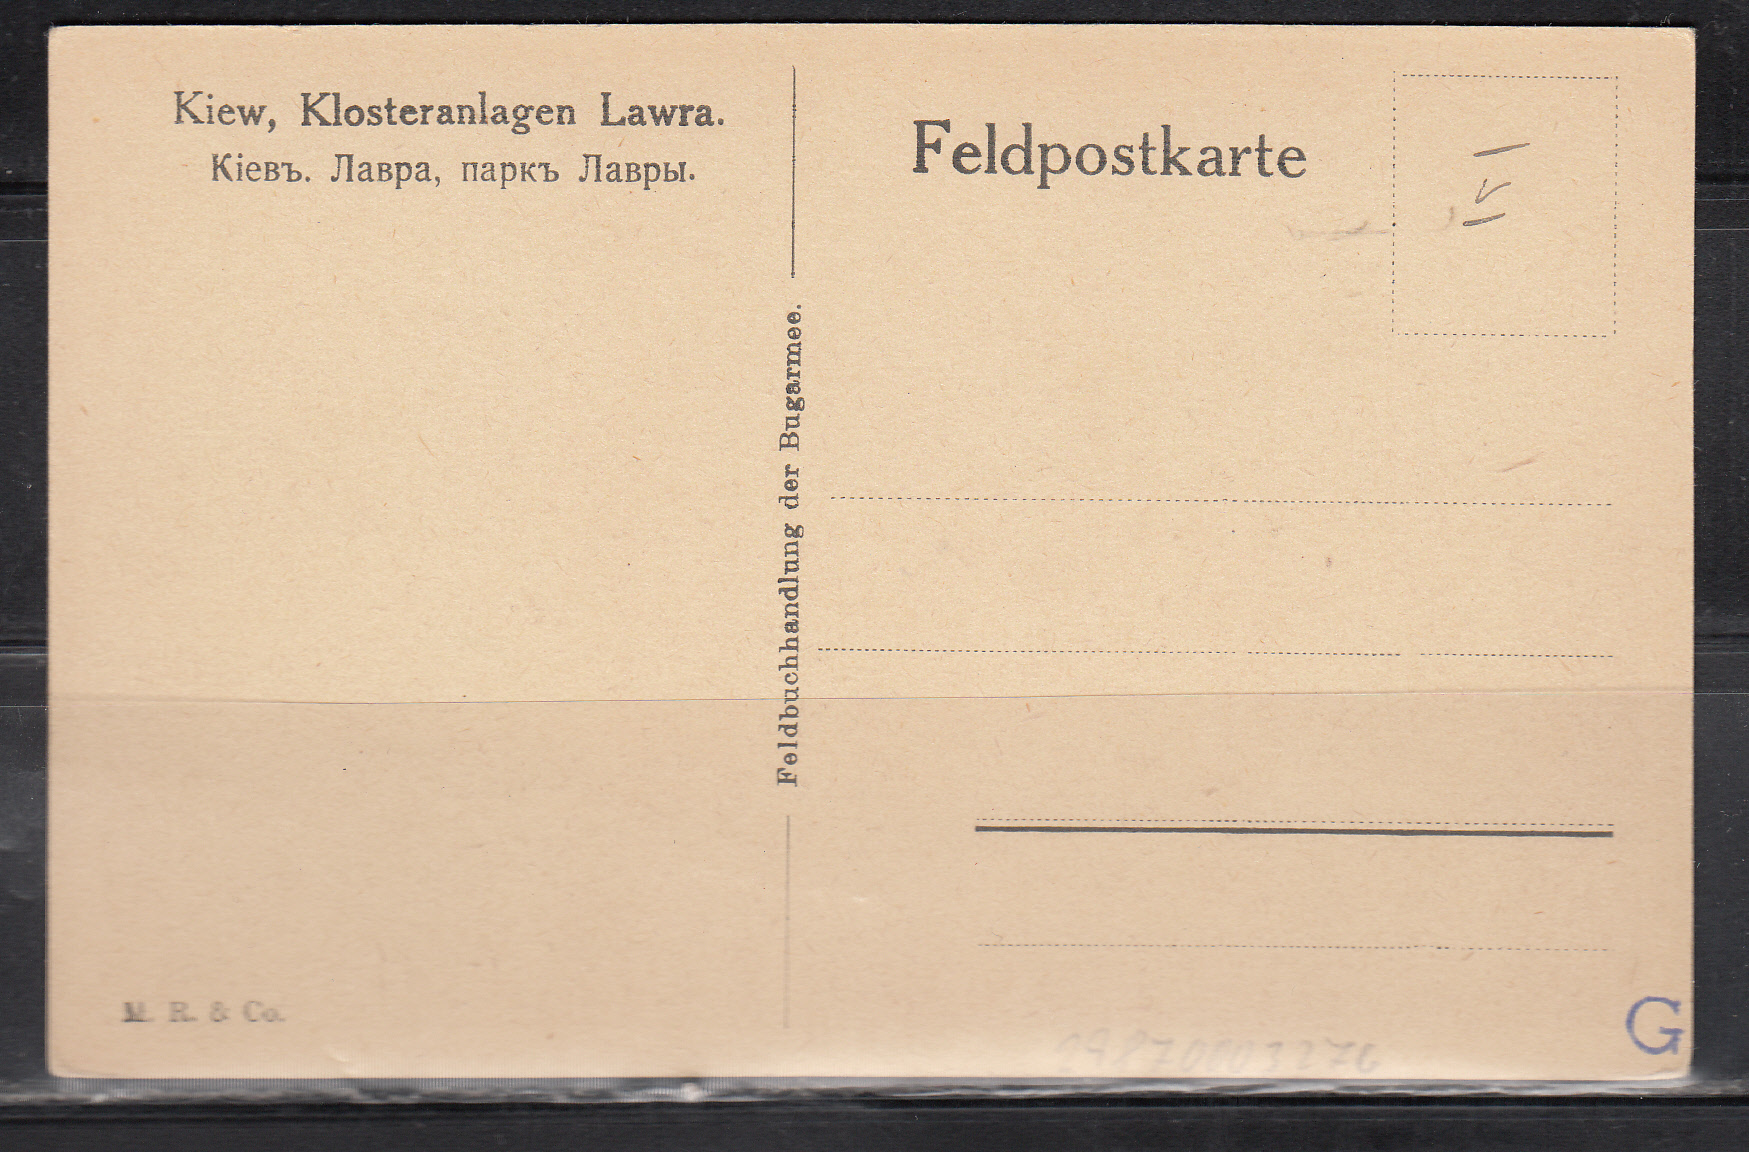 Kiew, Klosteranlagen Lawra.
Кіевъ. Лавра, паркъ Лавры.
Feldpostkarte
Feldbuchhandlung der Bugarmee.
M. R. & Co.
G